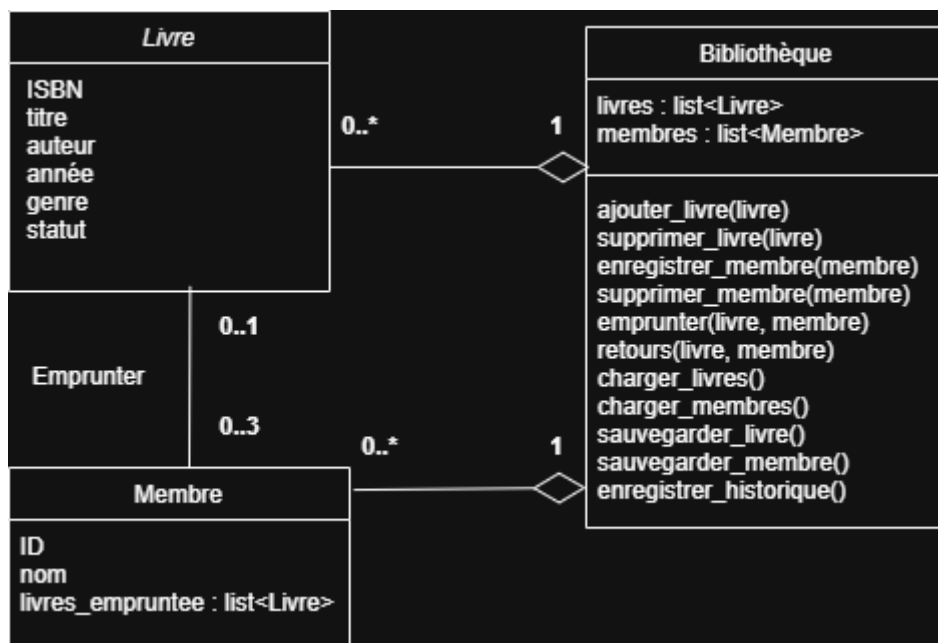 Livre
ISBN
titre
auteur
année
genre
statut
0..*
1
Bibliothèque
livres : list<Livre>
membres : list<Membre>
ajouter_livre(livre)
supprimer_livre(livre)
enregistrer_membre(membre)
supprimer_membre(membre)
emprunter(livre, membre)
retours(livre, membre)
charger_livres()
charger_membres()
sauvegarder_livre()
sauvegarder_membre()
enregistrer_historique()
0..1
Emprunter
0..3
0..*
1
Membre
ID
nom
livres_empruntee : list<Livre>